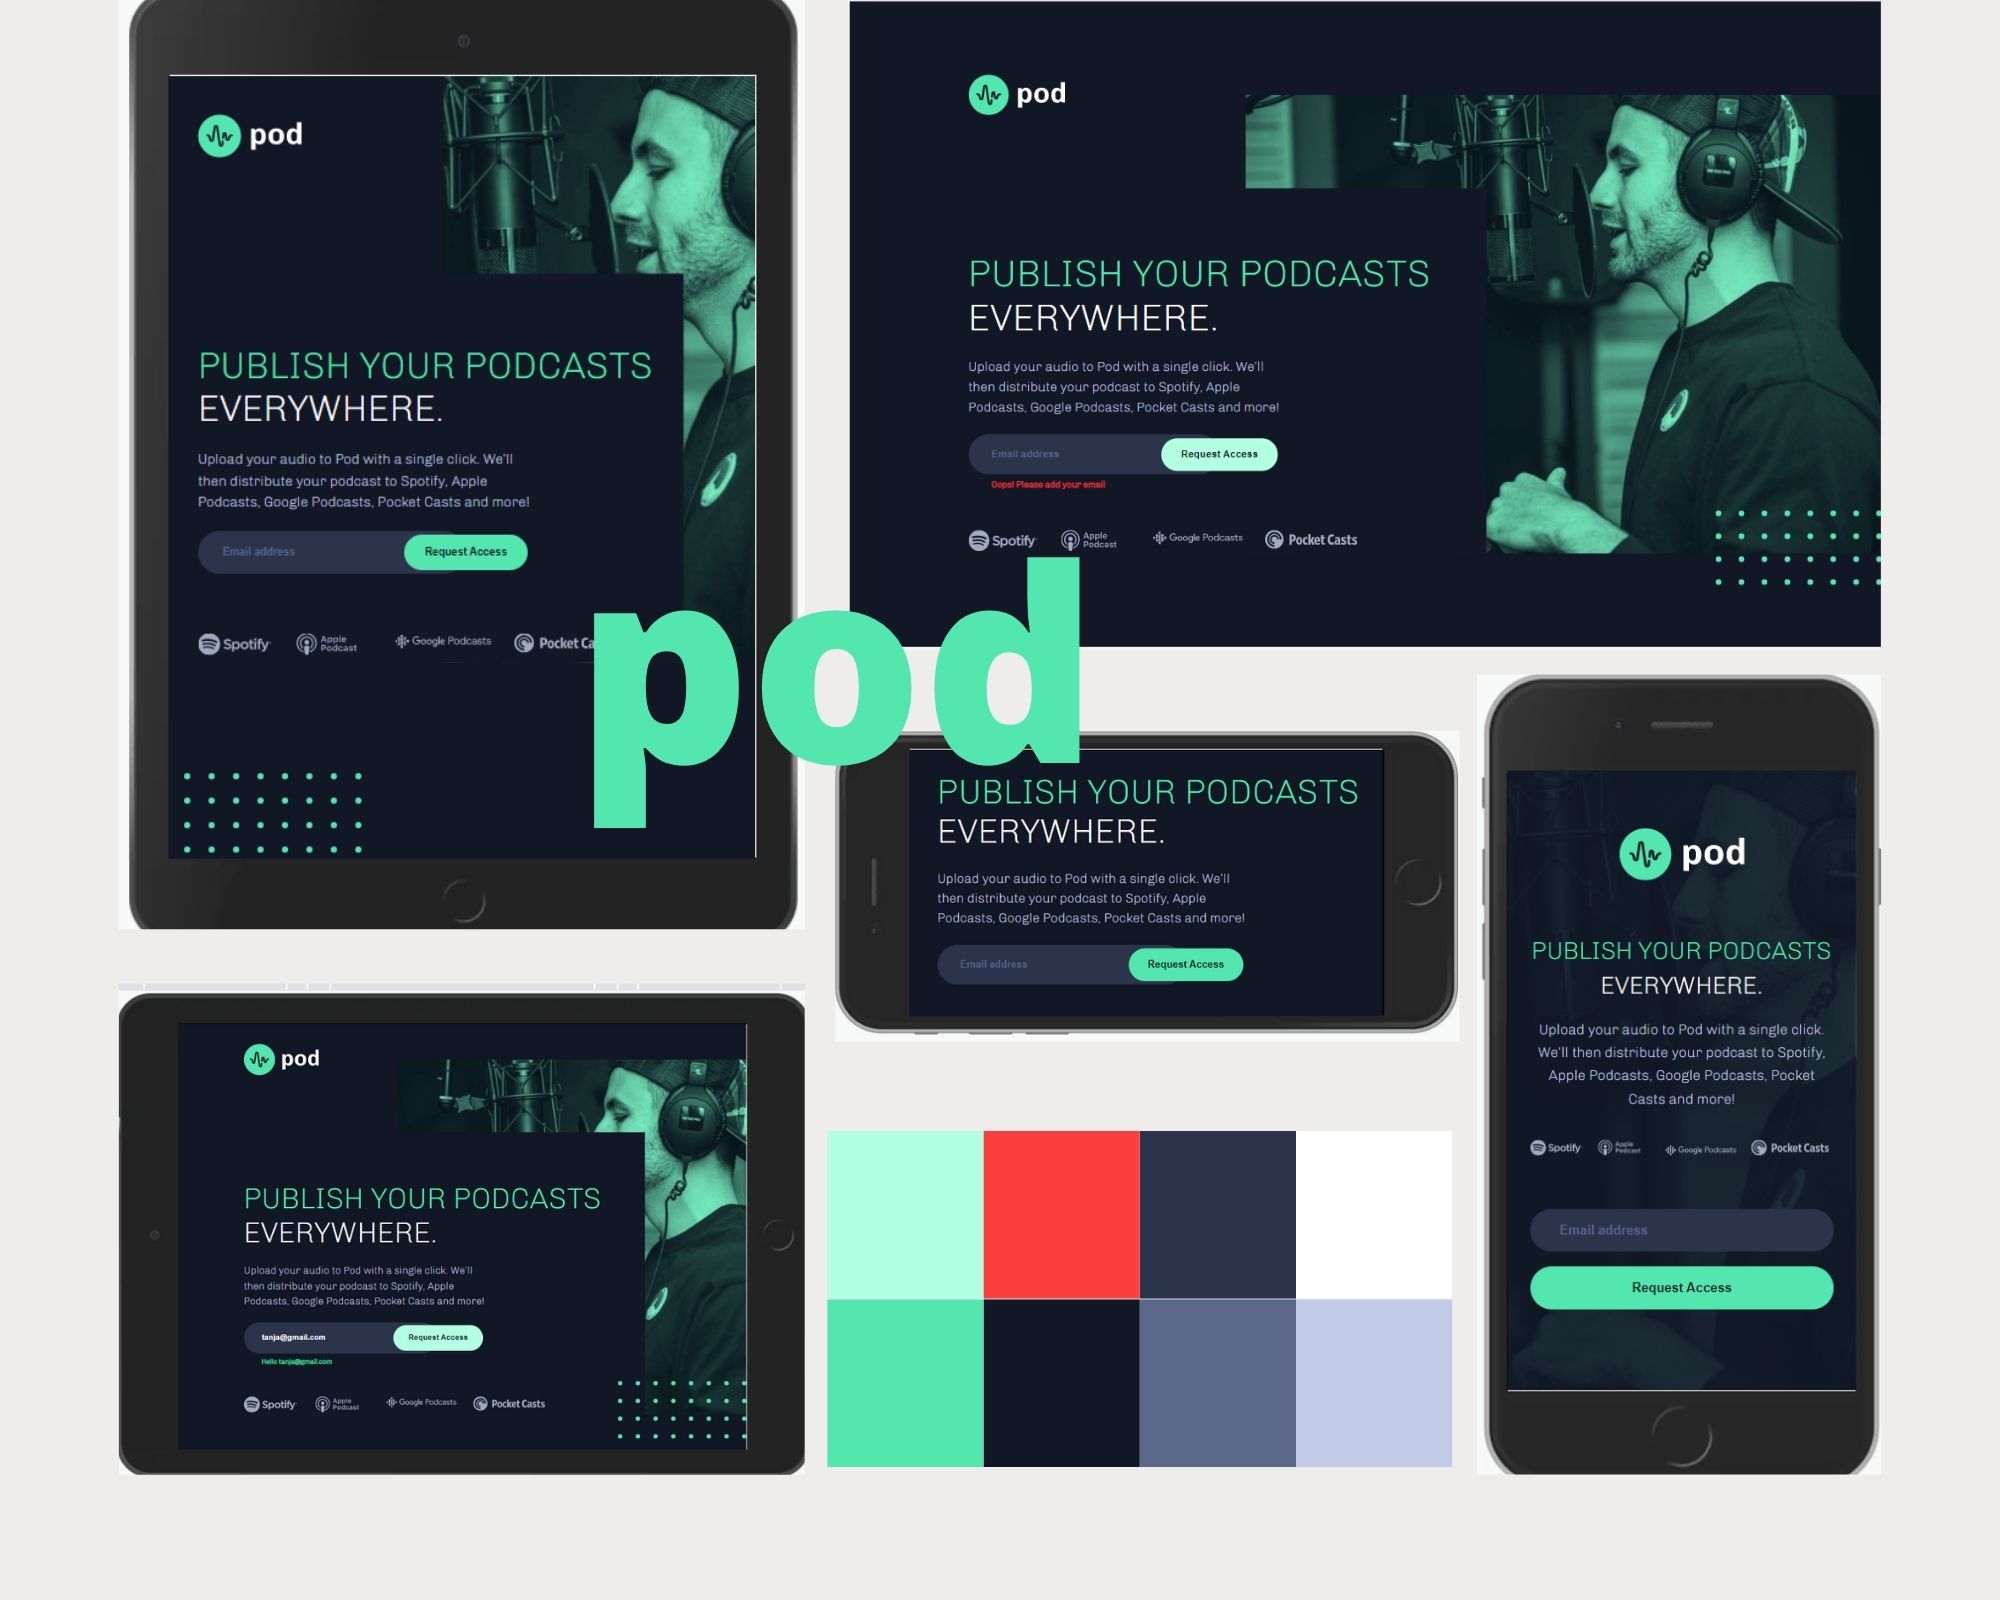 pod
PUBLISH YOUR PODCASTS
EVERYWHERE.
Upload your audio to Pod with a single click. We'll
then distribute your podcast to Spotify, Apple
Podcasts, Google Podcasts, Pocket Casts and more!
Email address
Request Access
Spotify
Apple
Podcast
Google Podcasts
Pocket Ca
pod
PUBLISH YOUR PODCASTS
EVERYWHERE.
Upload your audio to Pod with a single click. We'll
then distribute your podcast to Spotify, Apple
Podcasts, Google Podcasts, Pocket Casts and more!
Email address
Request Access
Oops! Please add your email
Spotify
Apple
Podcast
Google Podcasts
Pocket Casts
pod
PUBLISH YOUR PODCASTS
EVERYWHERE.
Upload your audio to Pod with a single click. We'll
then distribute your podcast to Spotify, Apple
Podcasts, Google Podcasts, Pocket Casts and more!
Email address
Request Access
pod
PUBLISH YOUR PODCASTS
EVERYWHERE.
Upload your audio to Pod with a single click.
We'll then distribute your podcast to Spotify,
Apple Podcasts, Google Podcasts, Pocket
Casts and more!
Spotify
Apple
Podcast
Google Podcasts
Pocket Casts
Email address
Request Access
pod
PUBLISH YOUR PODCASTS
EVERYWHERE.
Upload your audio to Pod with a single click. We'll
then distribute your podcast to Spotify, Apple
Podcasts, Google Podcasts, Pocket Casts and more!
tanja@gmail.com
Request Access
Hello tanja@gmail.com
Spotify
Apple
Podcast
Google Podcasts
Pocket Casts